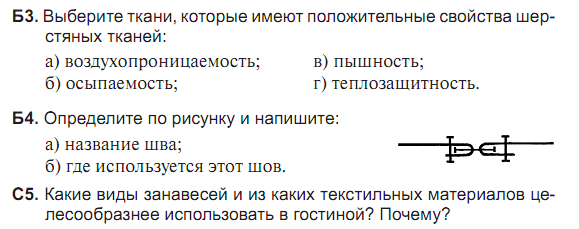 Б3. Выберите ткани, которые имеют положительные свойства шер-
стяных тканей:
а) воздухопроницаемость; в) пышность;
б) осыпаемость; г) теплозащитность.
Б4. Определите по рисунку и напишите:
а) название шва;
б) где используется этот шов.
С5. Какие виды занавесей и из каких текстильных материалов це-
лесообразнее использовать в гостиной? Почему?